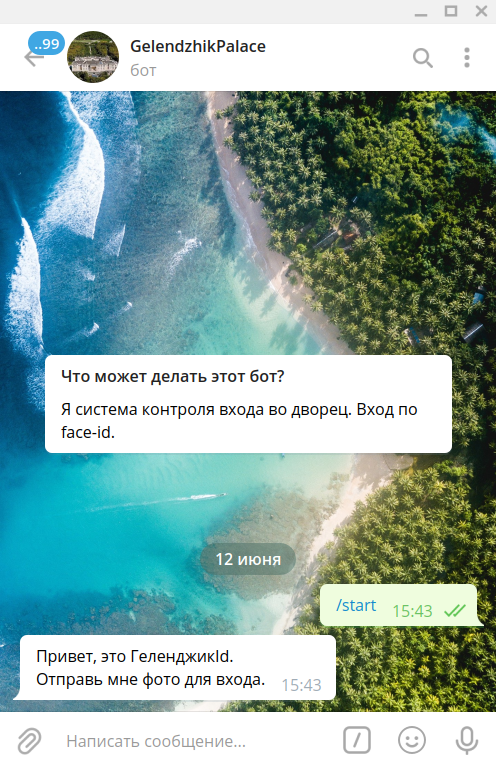 ..99
GelendzhikPalace
бот
Что может делать этот бот?
Я система контроля входа во дворец. Вход по
face-id.
12 июня
/start 15:43
Привет, это ГеленджикId.
Отправь мне фото для входа. 15:43
Написать сообщение...